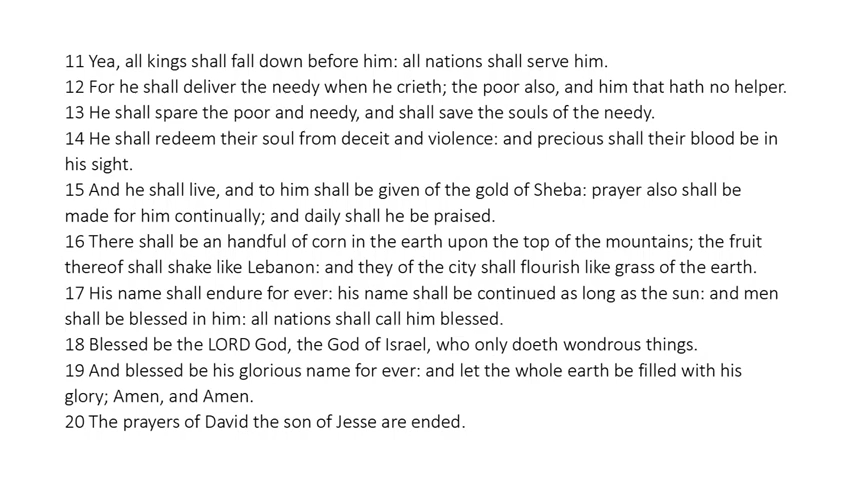 11 Yea, all kings shall fall down before him: all nations shall serve him.
12 For he shall deliver the needy when he crieth; the poor also, and him that hath no helper.
13 He shall spare the poor and needy, and shall save the souls of the needy.
14 He shall redeem their soul from deceit and violence: and precious shall their blood be in
his sight.
15 And he shall live, and to him shall be given of the gold of Sheba: prayer also shall be
made for him continually; and daily shall he be praised.
16 There shall be an handful of corn in the earth upon the top of the mountains; the fruit
thereof shall shake like Lebanon: and they of the city shall flourish like grass of the earth.
17 His name shall endure for ever: his name shall be continued as long as the sun: and men
shall be blessed in him: all nations shall call him blessed.
18 Blessed be the LORD God, the God of Israel, who only doeth wondrous things.
19 And blessed be his glorious name for ever: and let the whole earth be filled with his
glory; Amen, and Amen.
20 The prayers of David the son of Jesse are ended.